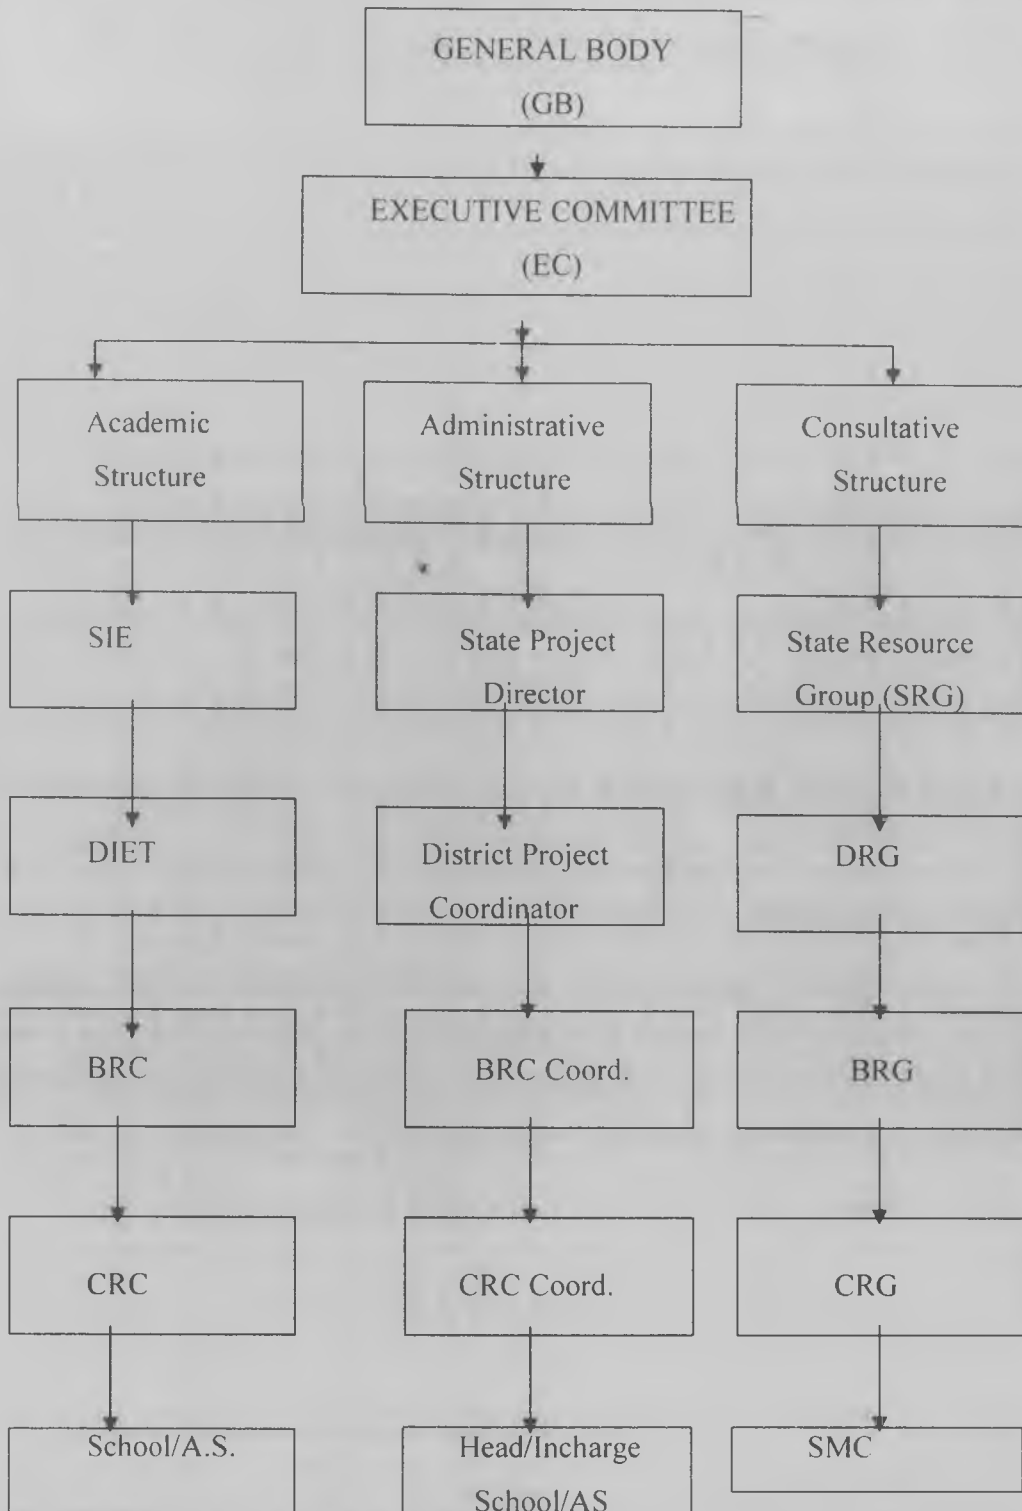 GENERAL BODY
(GB)
EXECUTIVE COMMITTEE
(EC)
Academic
Structure
Administrative
Structure
Consultative
Structure
SIE
State Project
Director
State Resource
Group (SRG)
DIET
District Project
Coordinator
DRG
BRC
BRC Coord.
BRG
CRC
CRC Coord.
CRG
School/A.S.
Head/Incharge
School/AS
SMC